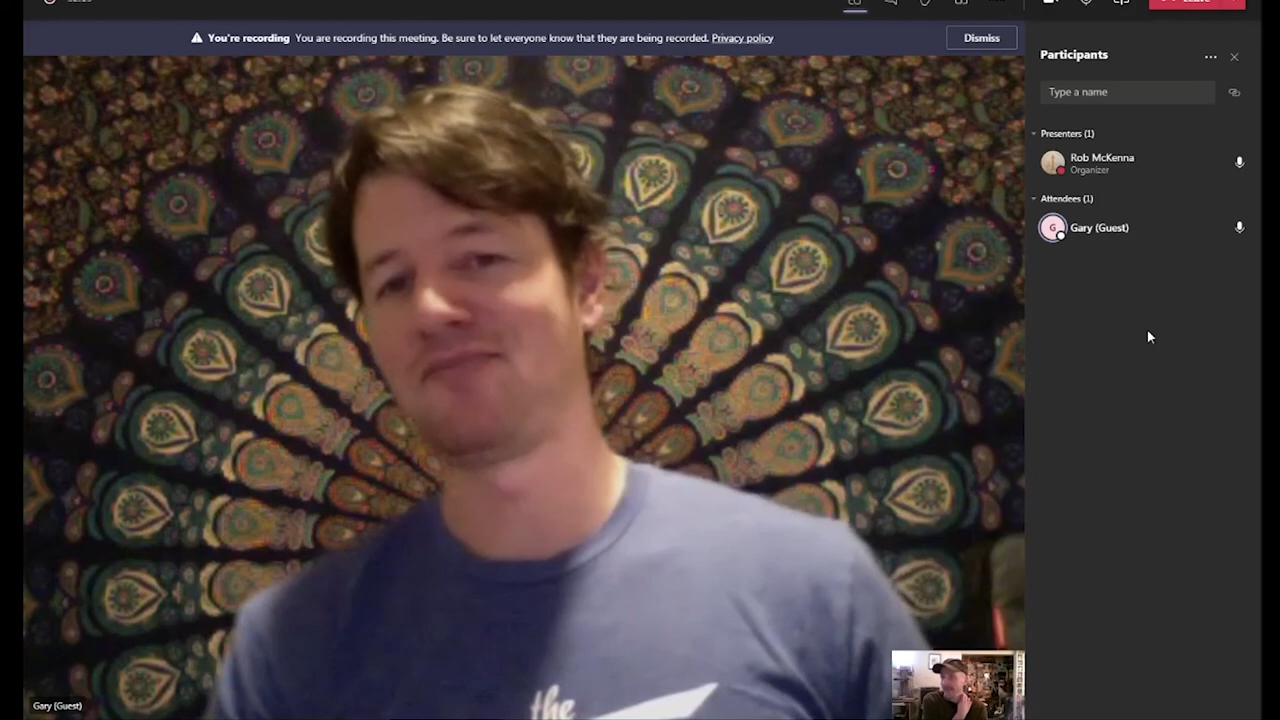 You're recording You are recording this meeting. Be sure to let everyone know that they are being recorded. Privacy policy
Dismiss
Participants
Type a name
Presenters (1)
Rob McKenna
Organizer
Attendees (1)
G
Gary (Guest)
the
Gary (Guest)